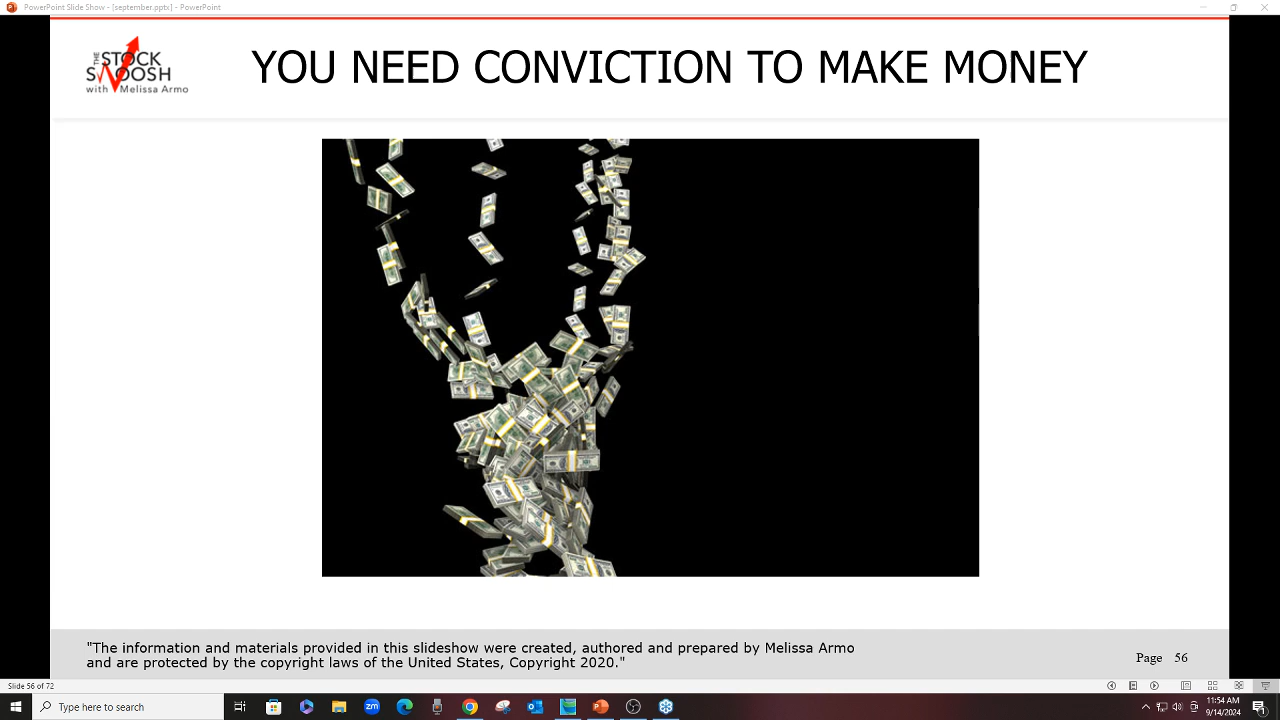 PowerPoint Slide Show - [september.pptx] - PowerPoint
THE
STOCK
SWOOSH
with Melissa Armo
YOU NEED CONVICTION TO MAKE MONEY
"The information and materials provided in this slideshow were created, authored and prepared by Melissa Armo
and are protected by the copyright laws of the United States, Copyright 2020."
Page 56
Slide 56 of 72
Type here to search
11:54 AM
9/14/2024